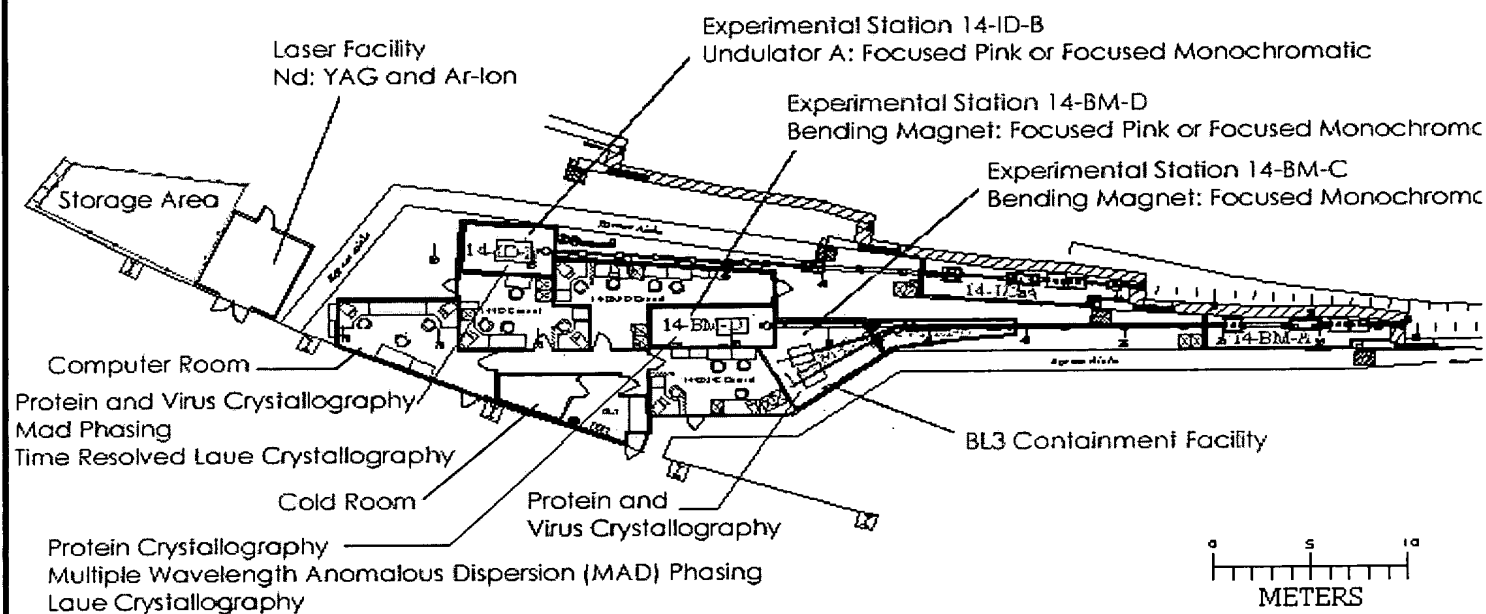 Experimental Station 14-ID-B
Undulator A: Focused Pink or Focused Monochromatic
Laser Facility
Nd: YAG and Ar-Ion
Experimental Station 14-BM-D
Bending Magnet: Focused Pink or Focused Monochromc
Experimental Station 14-BM-C
Bending Magnet: Focused Monochromc
Storage Area
14-BM-D
14-BM-A
Computer Room
Protein and Virus Crystallography
Mad Phasing
Time Resolved Laue Crystallography
BL3 Containment Facility
Cold Room
Protein and
Virus Crystallography
Protein Crystallography
Multiple Wavelength Anomalous Dispersion (MAD) Phasing
Laue Crystallography
0 5 10
METERS